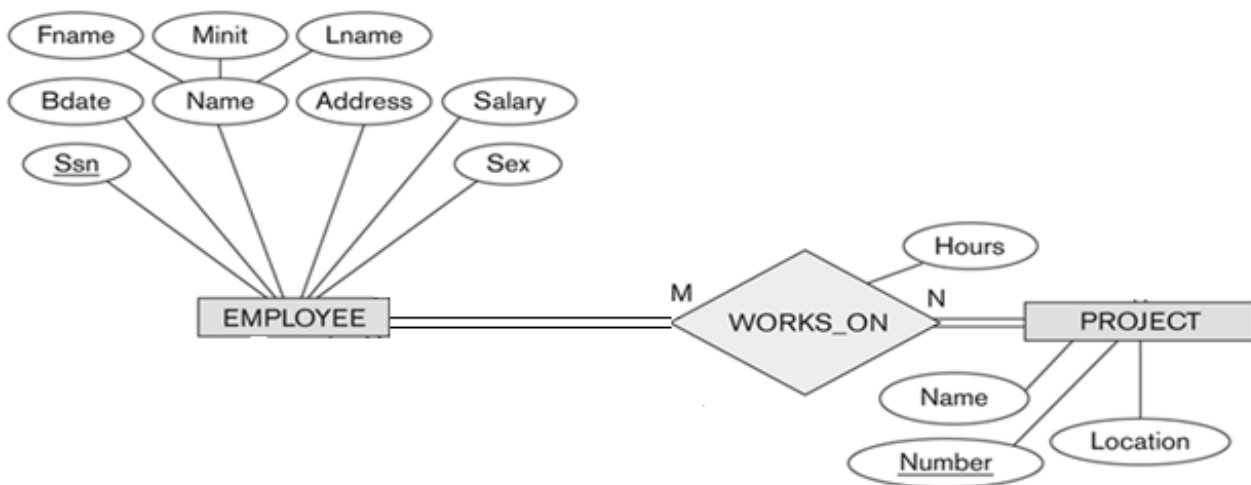 Fname
Minit
Lname
Bdate
Name
Address
Salary
Ssn
Sex
Hours
EMPLOYEE
M
WORKS_ON
N
PROJECT
Name
Number
Location